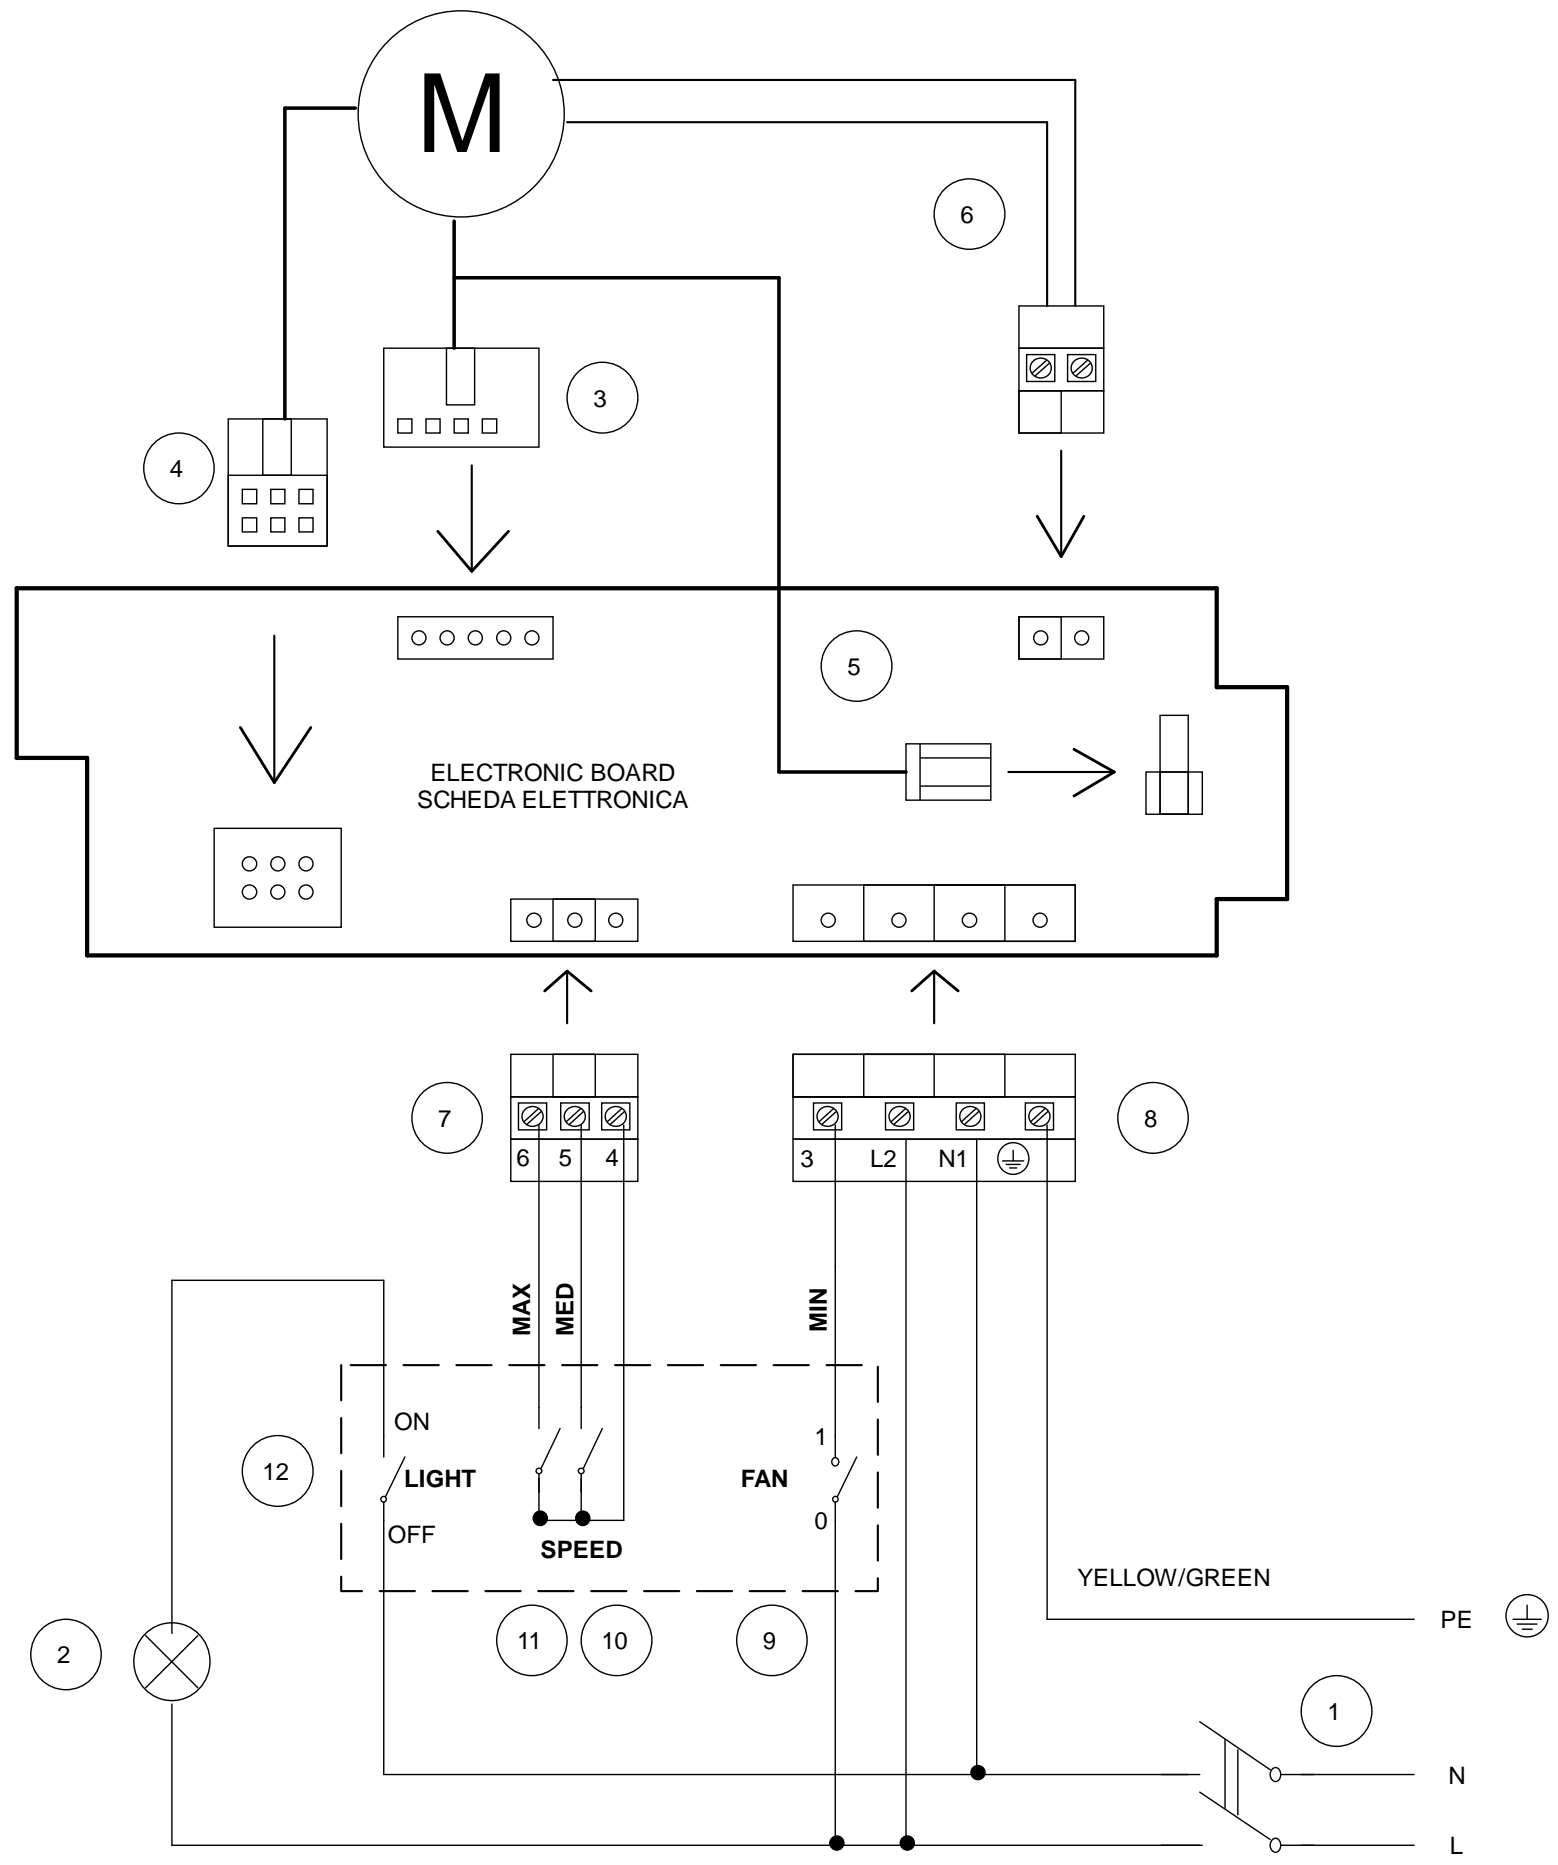 M
6
3
4
5
ELECTRONIC BOARD
SCHEDA ELETTRONICA
7
8
6 5 4
3 L2 N1
MAX
MED
MIN
ON
1
12
LIGHT
FAN
0
OFF
SPEED
YELLOW/GREEN
PE
11
10
9
2
1
N
L